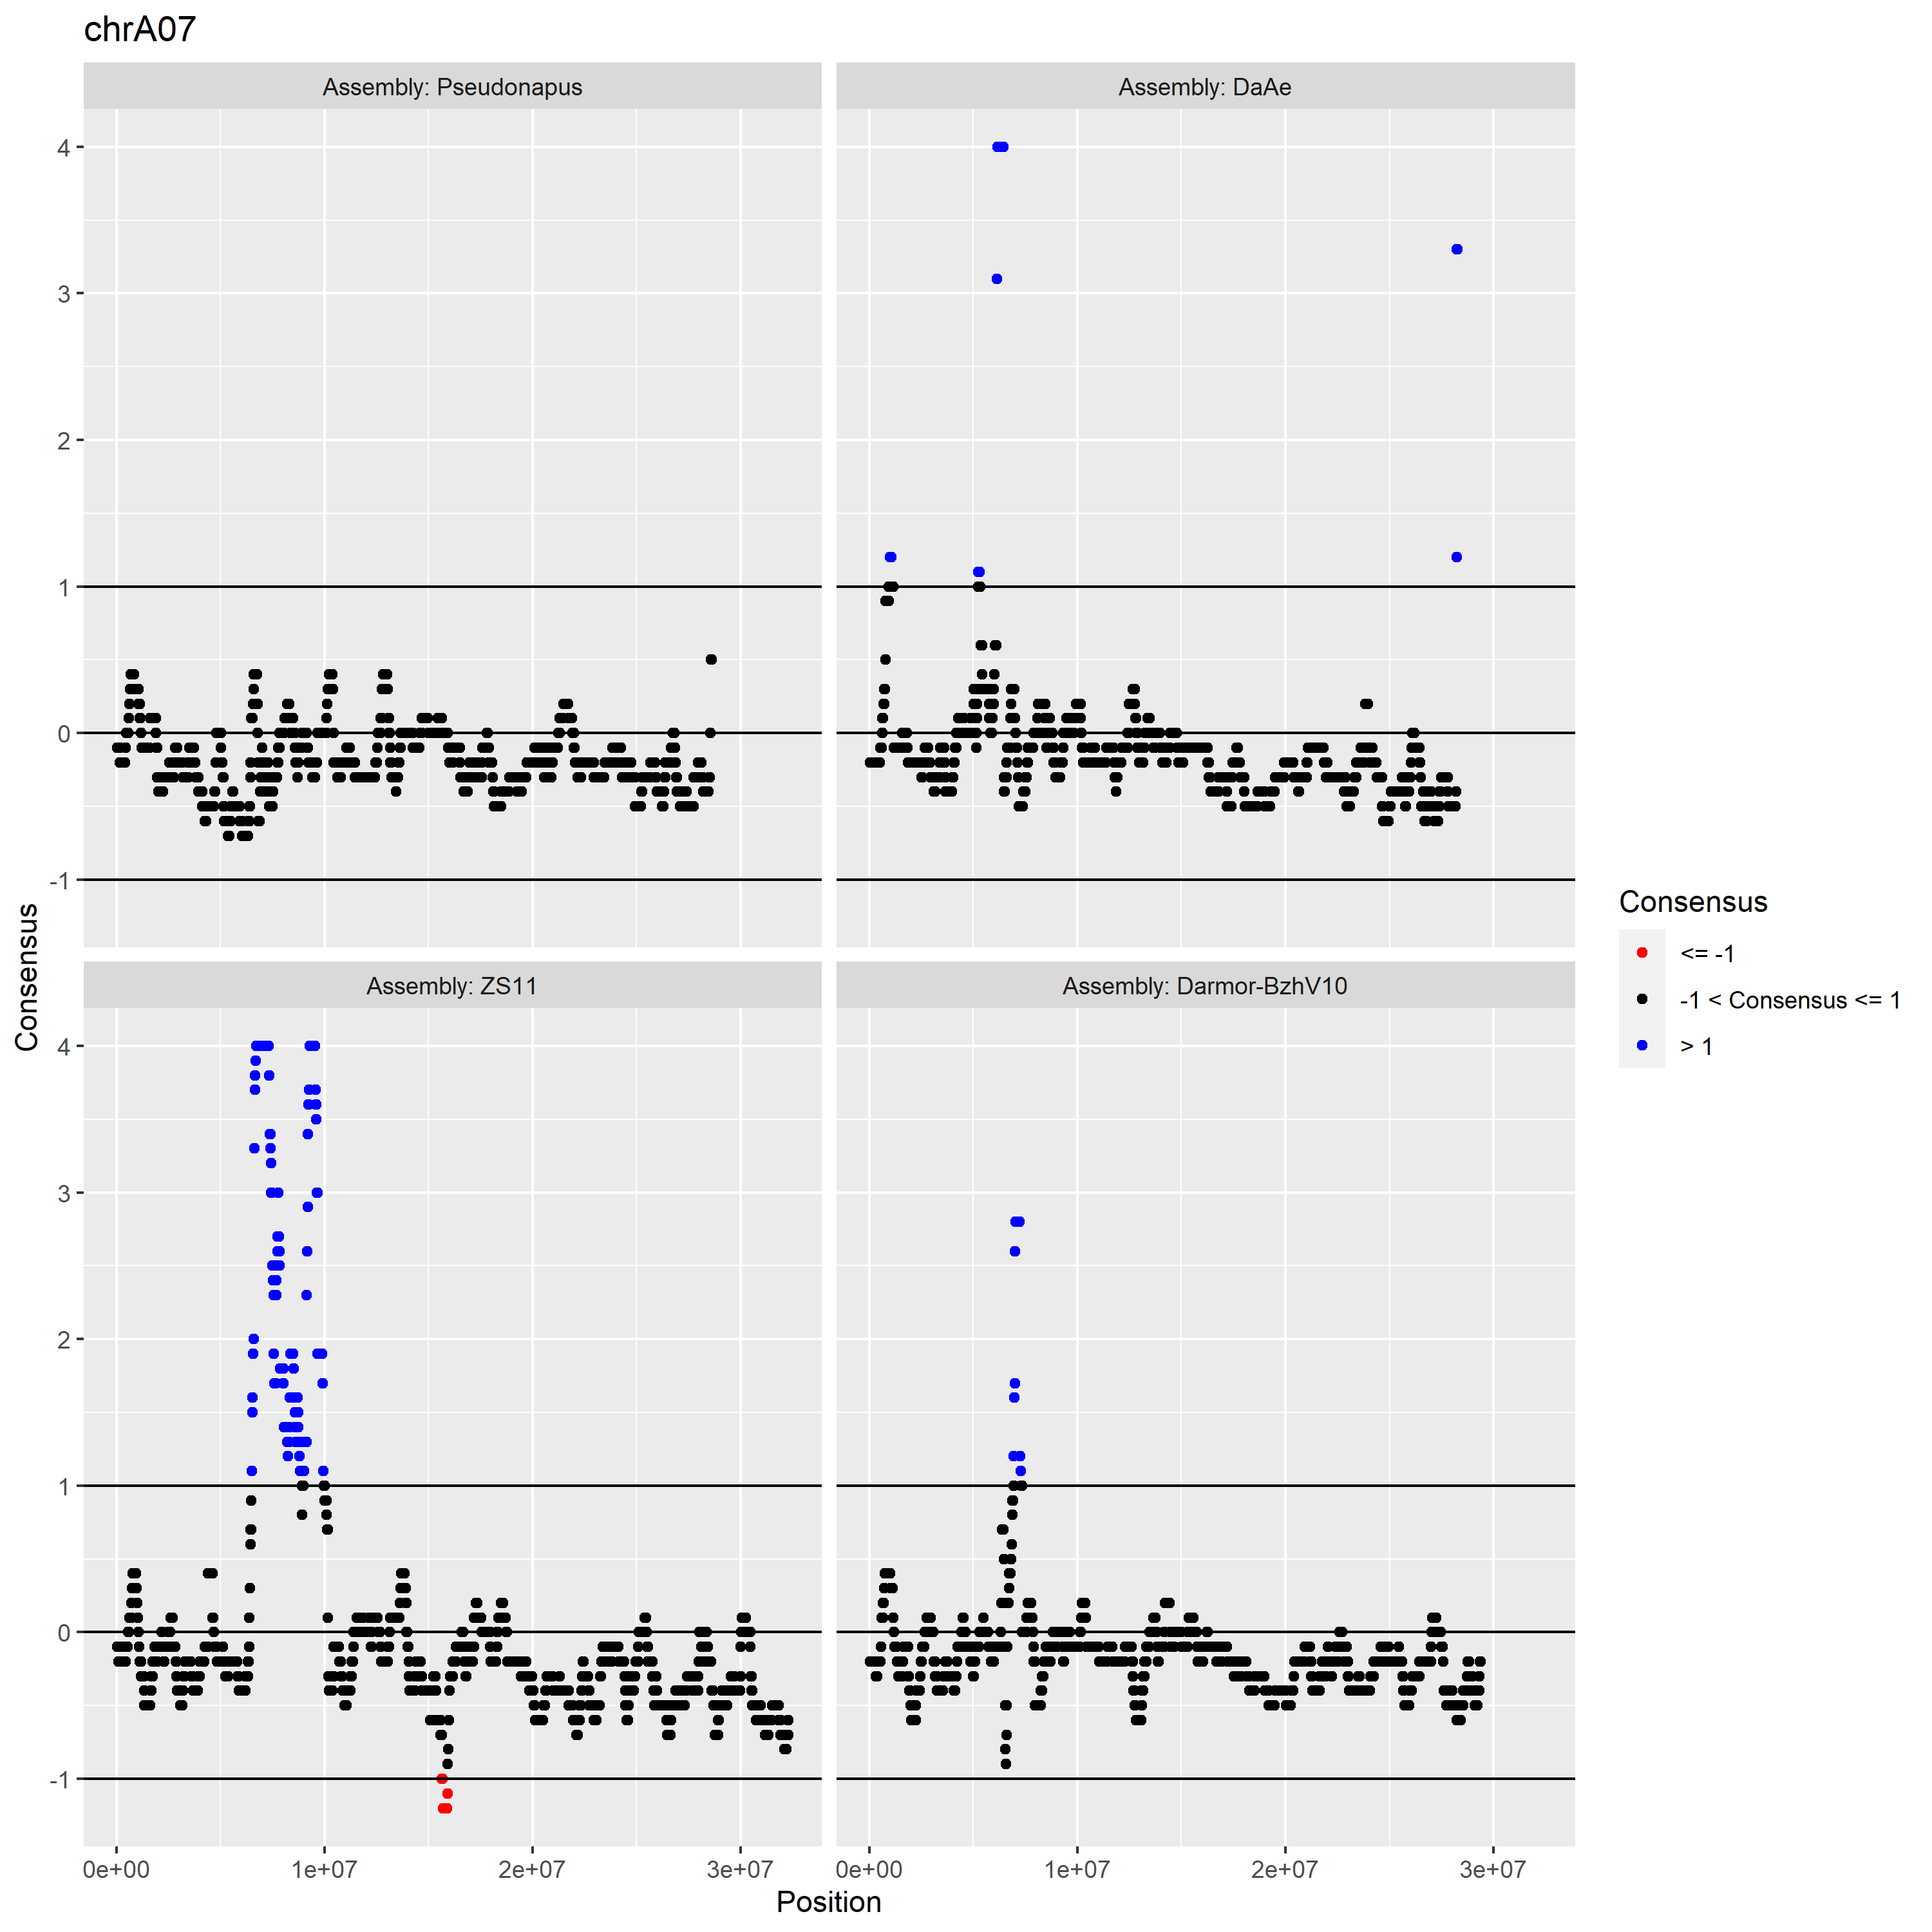 chrA07
Assembly: Pseudonapus
Assembly: DaAe
4
3
2
1
0
-1
Consensus
Assembly: ZS11
Assembly: Darmor-BzhV10
4
3
2
1
0
-1
0e+00 1e+07 2e+07 3e+07
0e+00 1e+07 2e+07 3e+07
Position
Consensus
<= -1
-1 < Consensus <= 1
> 1